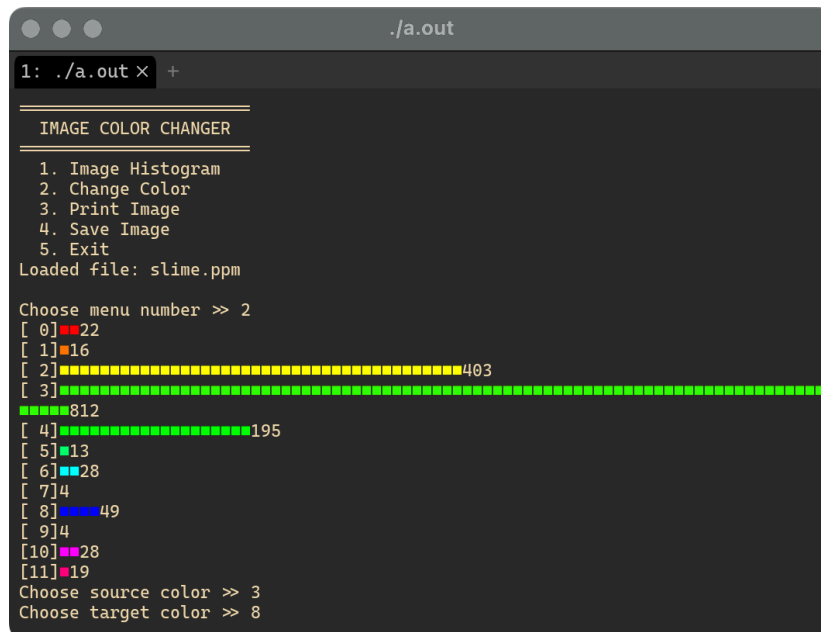 ./a.out
1: ./a.out × +
IMAGE COLOR CHANGER
1. Image Histogram
2. Change Color
3. Print Image
4. Save Image
5. Exit
Loaded file: slime.ppm
Choose menu number >> 2
[ 0]■■22
[ 1]■16
[ 2]■■■■■■■■■■■■■■■■■■■■■■■■■■■■■■■■■■■■■■■■403
[ 3]■■■■■■■■■■■■■■■■■■■■■■■■■■■■■■■■■■■■■■■■■■■■■■■■■■■■■■■■■■■■■■■■■■■■■■■■■■■■
■■■■■812
[ 4]■■■■■■■■■■■■■■■■■■■195
[ 5]■13
[ 6]■■28
[ 7]4
[ 8]■■■■49
[ 9]4
[10]■■28
[11]■19
Choose source color >> 3
Choose target color >> 8